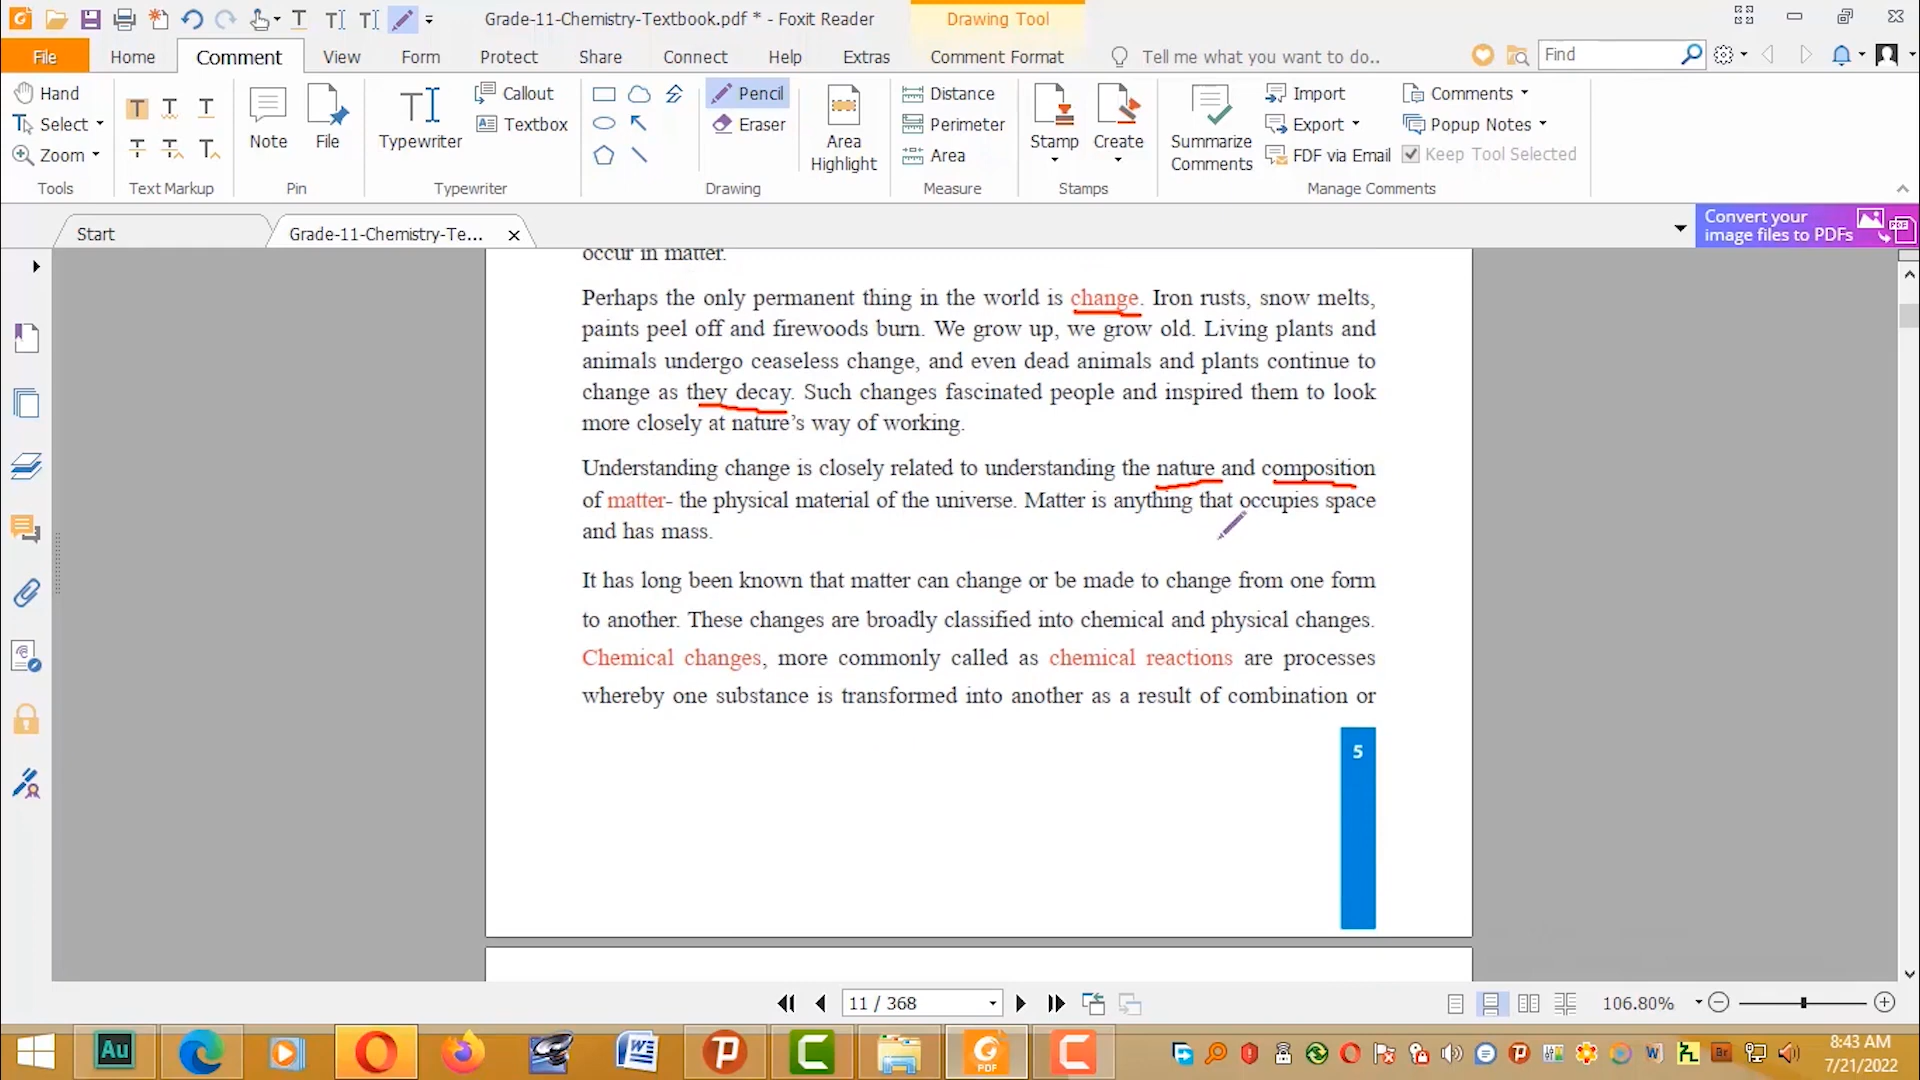 Grade-11-Chemistry-Textbook.pdf * - Foxit Reader
Drawing Tool
File Home Comment View Form Protect Share Connect Help Extras Comment Format Tell me what you want to do.. Find
Hand
Select
Zoom
Tools
Text Markup
Note
File
Pin
Typewriter
Callout
Textbox
Typewriter
Pencil
Eraser
Drawing
Area
Highlight
Distance
Perimeter
Area
Measure
Stamp
Create
Stamps
Summarize
Comments
Import
Export
FDF via Email
Comments
Popup Notes
Keep Tool Selected
Manage Comments
Start
Grade-11-Chemistry-Te...
Convert your
image files to PDFs
occur in matter.
Perhaps the only permanent thing in the world is change. Iron rusts, snow melts,
paints peel off and firewoods burn. We grow up, we grow old. Living plants and
animals undergo ceaseless change, and even dead animals and plants continue to
change as they decay. Such changes fascinated people and inspired them to look
more closely at nature’s way of working.
Understanding change is closely related to understanding the nature and composition
of matter- the physical material of the universe. Matter is anything that occupies space
and has mass.
It has long been known that matter can change or be made to change from one form
to another. These changes are broadly classified into chemical and physical changes.
Chemical changes, more commonly called as chemical reactions are processes
whereby one substance is transformed into another as a result of combination or
5
11 / 368
106.80%
Au
PDF
8:43 AM
7/21/2022